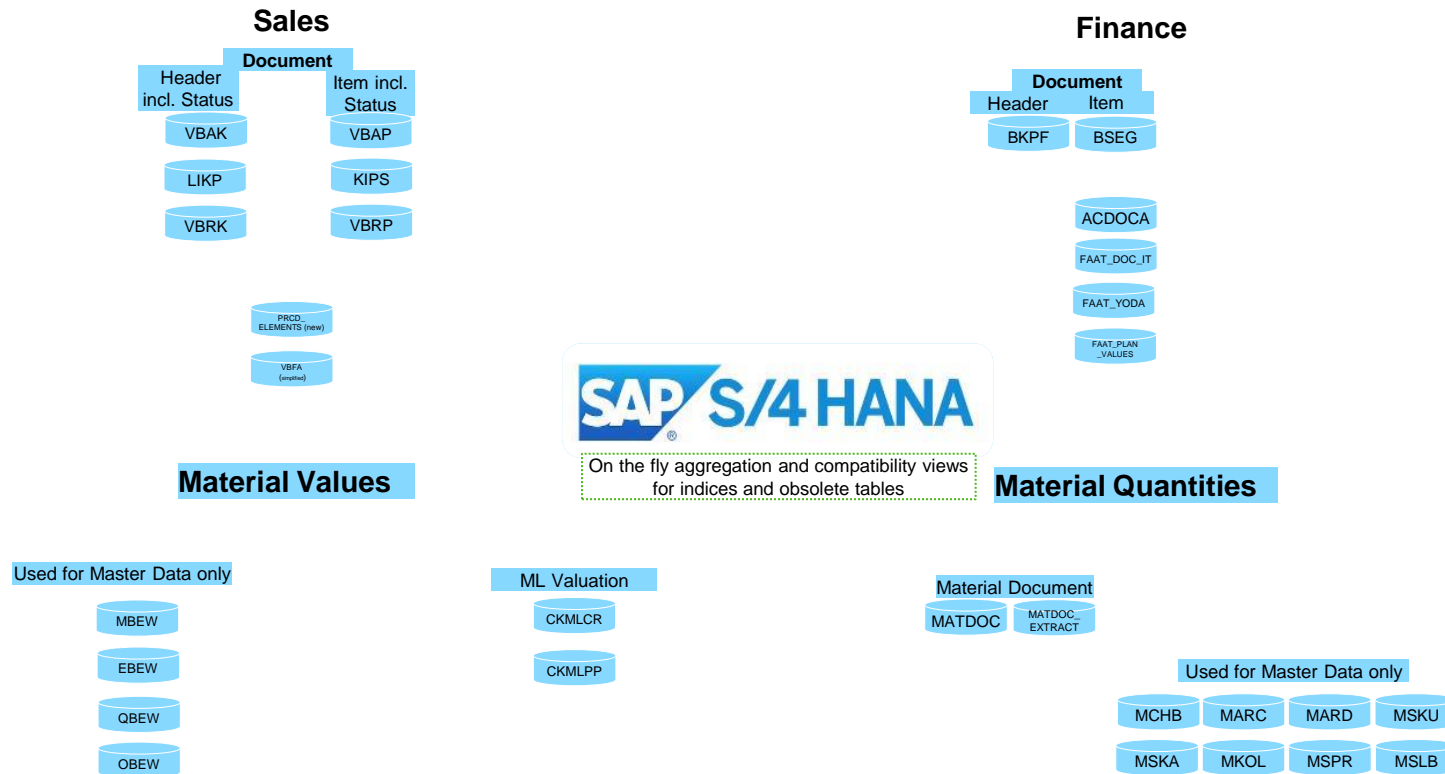 Sales
Document
Header
incl. Status
Item incl.
Status
VBAK
VBAP
LIKP
KIPS
VBRK
VBRP
PRCD_
ELEMENTS (new)
VBFA
(simplified)
Finance
Document
Header
Item
BKPF
BSEG
ACDOCA
FAAT_DOC_IT
FAAT_YODA
FAAT_PLAN
_VALUES
SAP® S/4 HANA
On the fly aggregation and compatibility views
for indices and obsolete tables
Material Values
Used for Master Data only
MBEW
EBEW
QBEW
OBEW
ML Valuation
CKMLCR
CKMLPP
Material Quantities
Material Document
MATDOC
MATDOC_
EXTRACT
Used for Master Data only
MCHB
MARC
MARD
MSKU
MSKA
MKOL
MSPR
MSLB